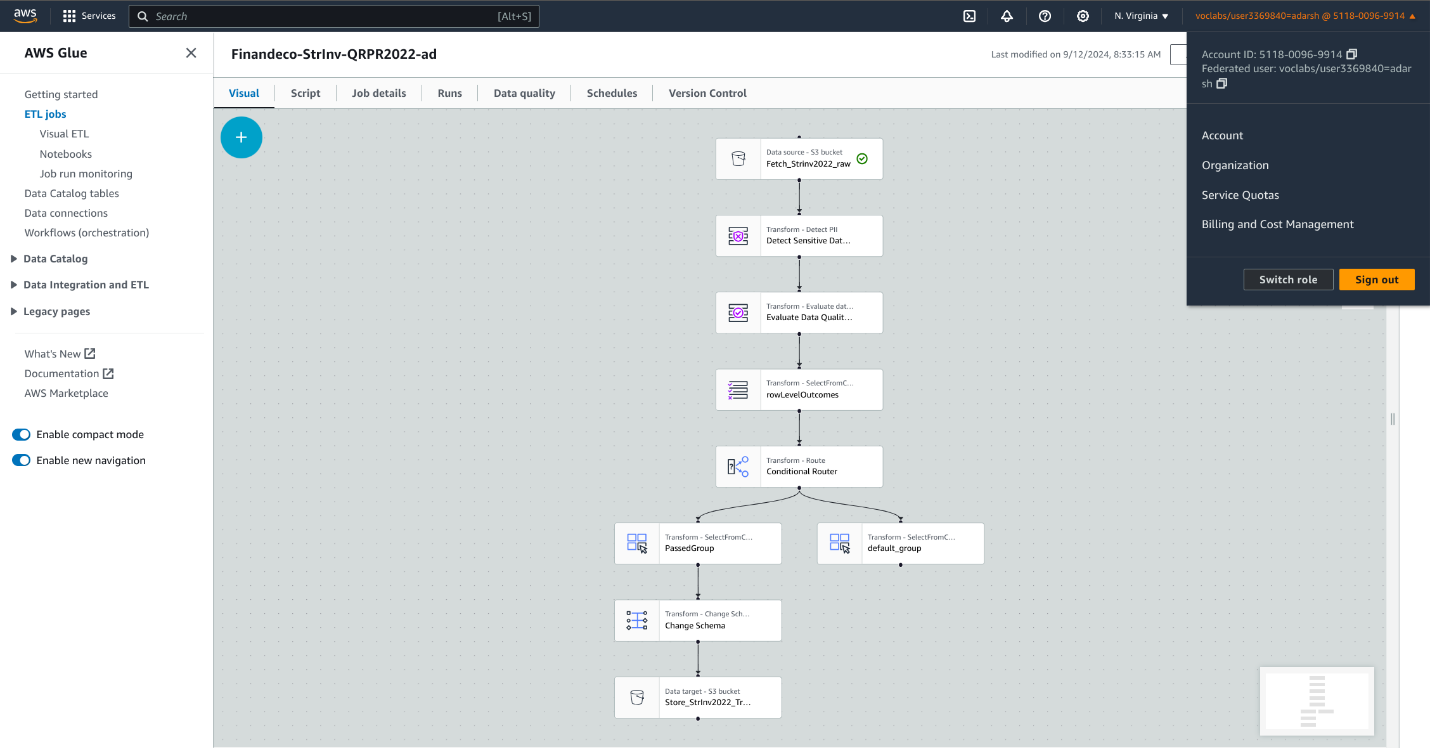 aws
Services
Search
[Alt+S]
N. Virginia
voclabs/user3369840=adarsh @ 5118-0096-9914
AWS Glue
Getting started
ETL jobs
Visual ETL
Notebooks
Job run monitoring
Data Catalog tables
Data connections
Workflows (orchestration)
Data Catalog
Data Integration and ETL
Legacy pages
What's New
Documentation
AWS Marketplace
Enable compact mode
Enable new navigation
Finandeco-StrInv-QRPR2022-ad
Last modified on 9/12/2024, 8:33:15 AM
Visual
Script
Job details
Runs
Data quality
Schedules
Version Control
Data source - S3 bucket
Fetch_Strinv2022_raw
Transform - Detect PII
Detect Sensitive Dat...
Transform - Evaluate dat...
Evaluate Data Qualit...
Transform - SelectFromC...
rowLevelOutcomes
Transform - Route
Conditional Router
Transform - SelectFromC...
PassedGroup
Transform - SelectFromC...
default_group
Transform - Change Sch...
Change Schema
Data target - S3 bucket
Store_StrInv2022_Tr...
Account ID: 5118-0096-9914
Federated user: voclabs/user3369840=adar
sh
Account
Organization
Service Quotas
Billing and Cost Management
Switch role
Sign out